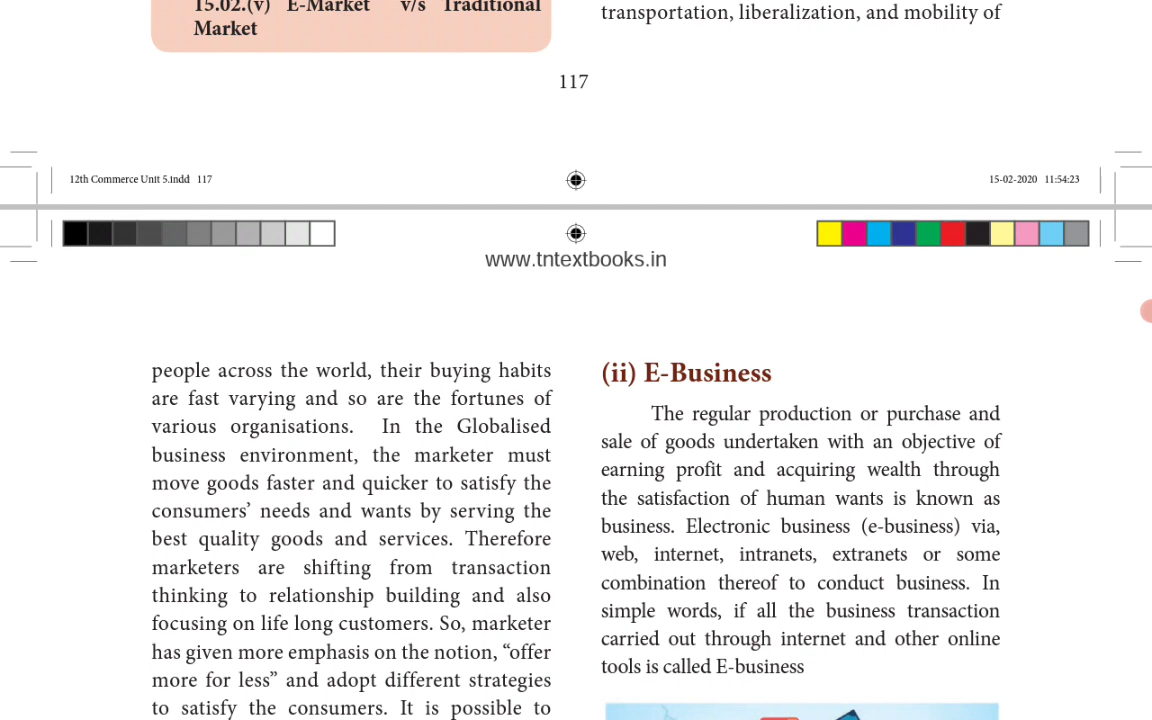 15.02.(v) E-Market v/s Traditional
Market
transportation, liberalization, and mobility of
117
12th Commerce Unit 5.indd 117
15-02-2020 11:54:23
www.tntextbooks.in
people across the world, their buying habits
are fast varying and so are the fortunes of
various organisations. In the Globalised
business environment, the marketer must
move goods faster and quicker to satisfy the
consumers’ needs and wants by serving the
best quality goods and services. Therefore
marketers are shifting from transaction
thinking to relationship building and also
focusing on life long customers. So, marketer
has given more emphasis on the notion, “offer
more for less” and adopt different strategies
to satisfy the consumers. It is possible to
(ii) E-Business
The regular production or purchase and
sale of goods undertaken with an objective of
earning profit and acquiring wealth through
the satisfaction of human wants is known as
business. Electronic business (e-business) via,
web, internet, intranets, extranets or some
combination thereof to conduct business. In
simple words, if all the business transaction
carried out through internet and other online
tools is called E-business